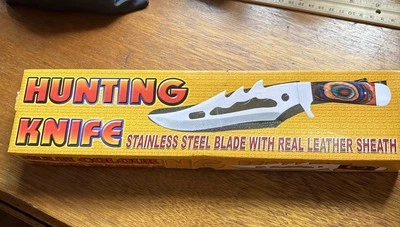 HUNTING
KNIFE
STAINLESS STEEL BLADE WITH REAL LEATHER SHEATH